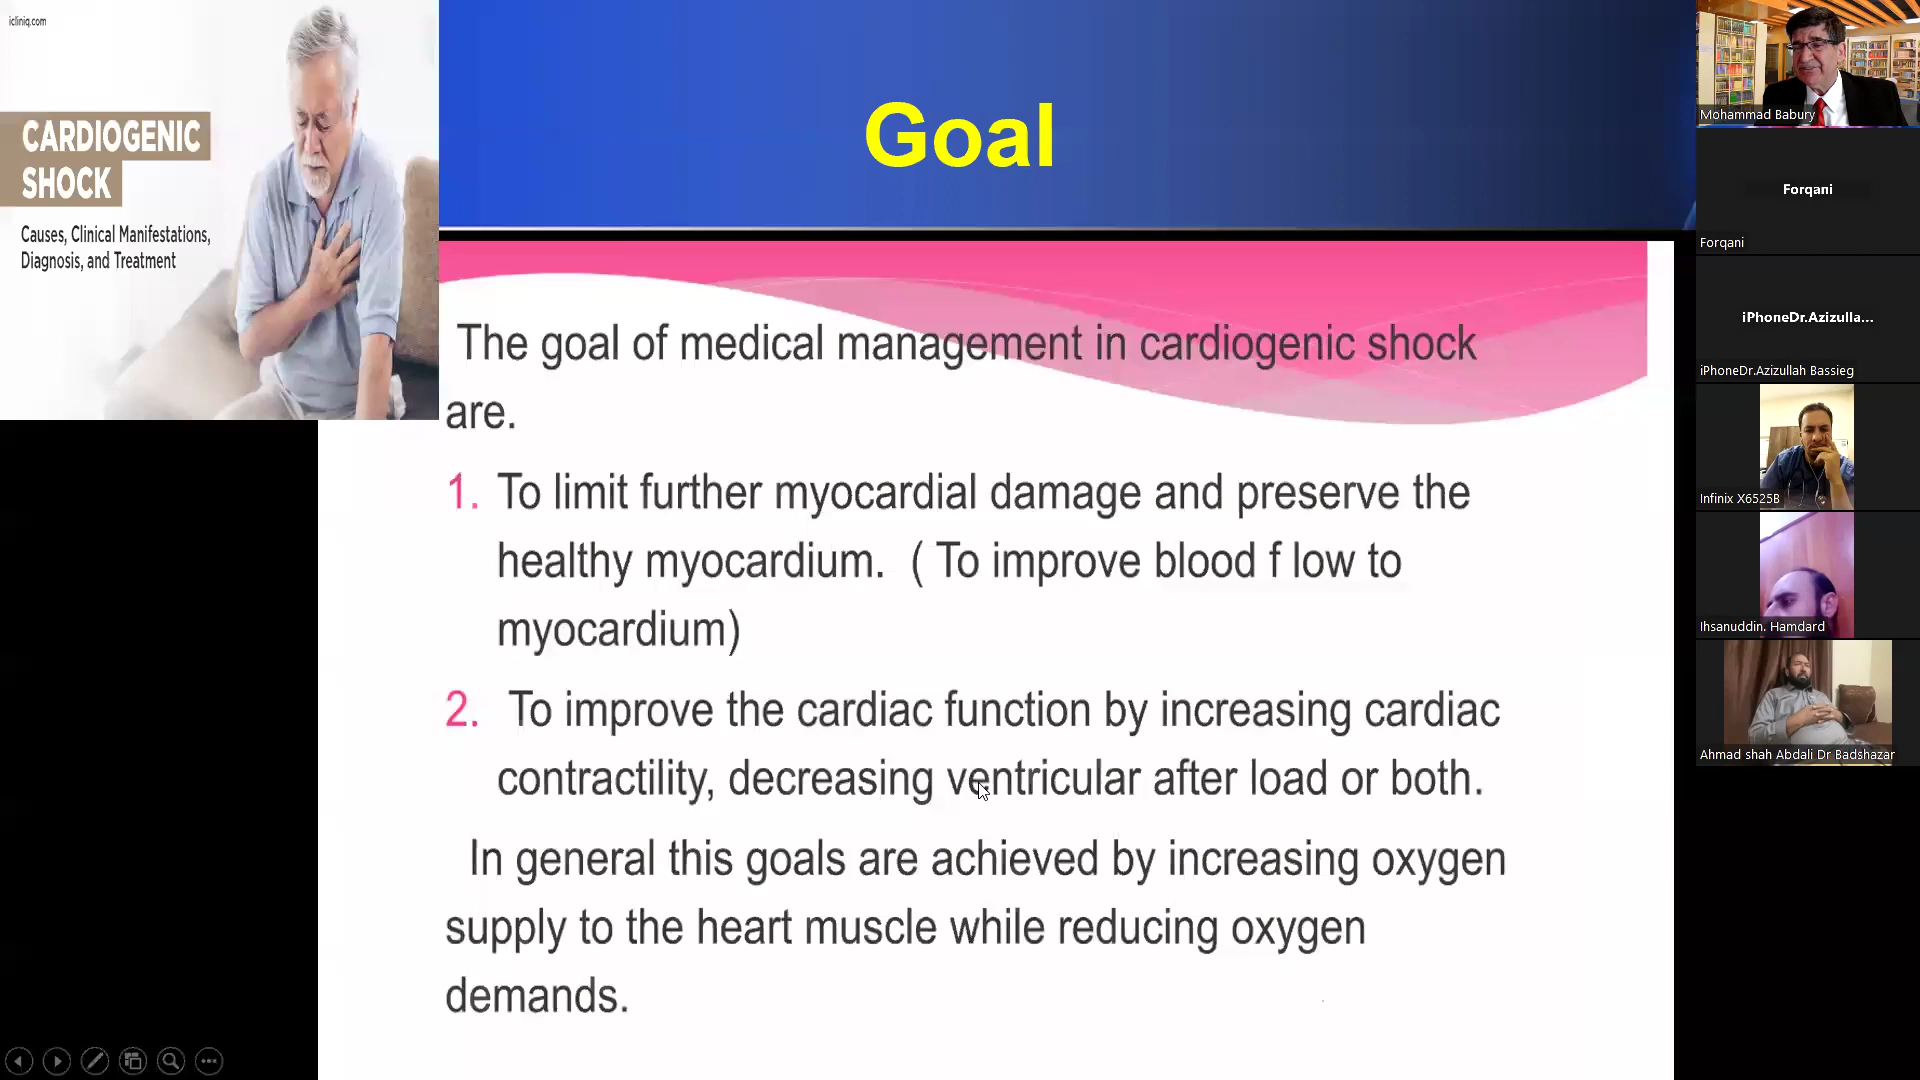 icliniq.com
CARDIOGENIC
SHOCK
Causes, Clinical Manifestations,
Diagnosis, and Treatment
Goal
The goal of medical management in cardiogenic shock
are.
1. To limit further myocardial damage and preserve the
healthy myocardium. ( To improve blood f low to
myocardium)
2. To improve the cardiac function by increasing cardiac
contractility, decreasing ventricular after load or both.
In general this goals are achieved by increasing oxygen
supply to the heart muscle while reducing oxygen
demands.
Mohammad Babury
Forqani
Forqani
iPhoneDr.Azizulla...
iPhoneDr.Azizullah Bassieg
Infinix X6525B
Ihsanuddin. Hamdard
Ahmad shah Abdali Dr Badshazar